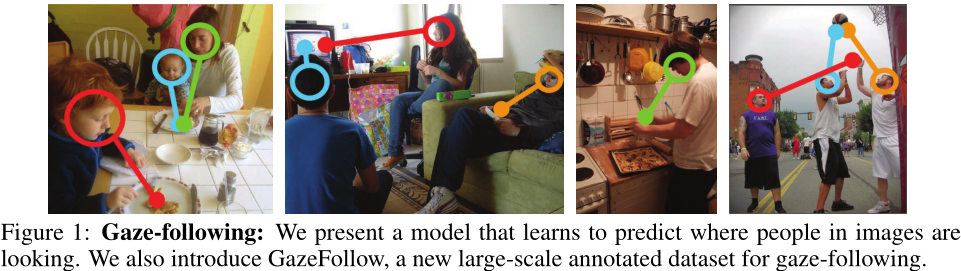 Figure 1: Gaze-following: We present a model that learns to predict where people in images are
looking. We also introduce GazeFollow, a new large-scale annotated dataset for gaze-following.